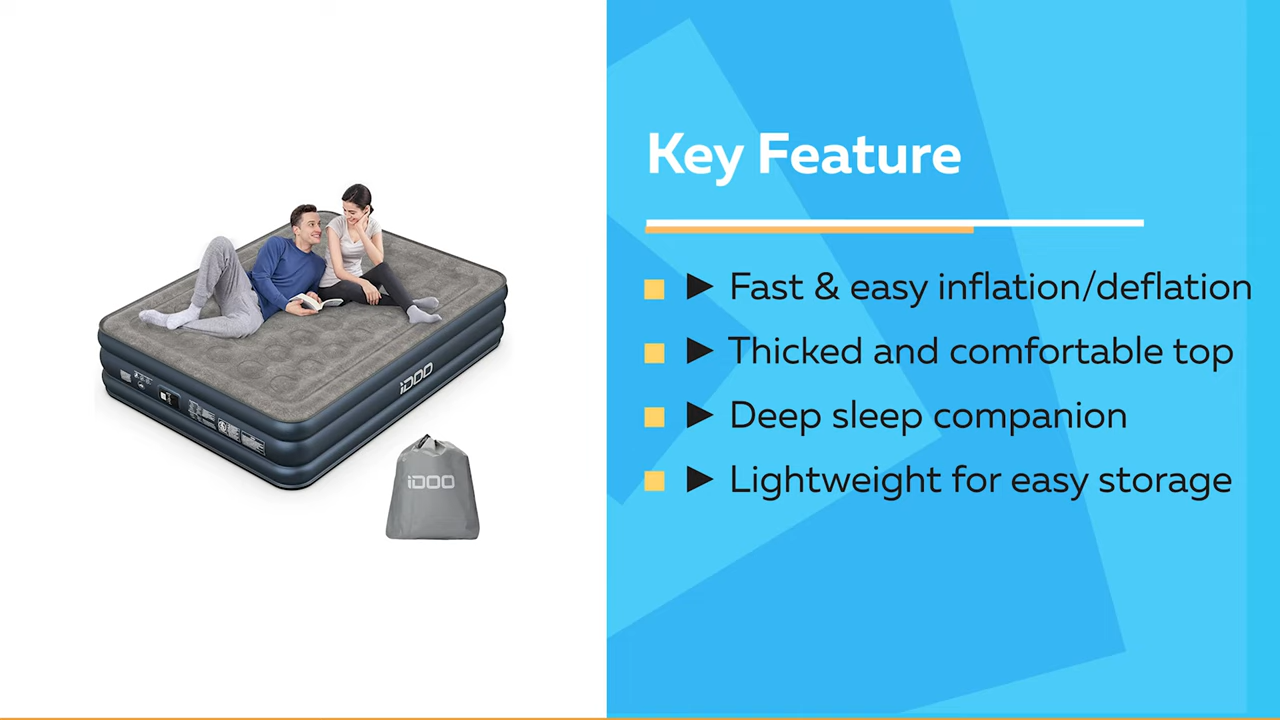 Key Feature
► Fast & easy inflation/deflation
► Thicked and comfortable top
► Deep sleep companion
► Lightweight for easy storage
iDOO
iDOO